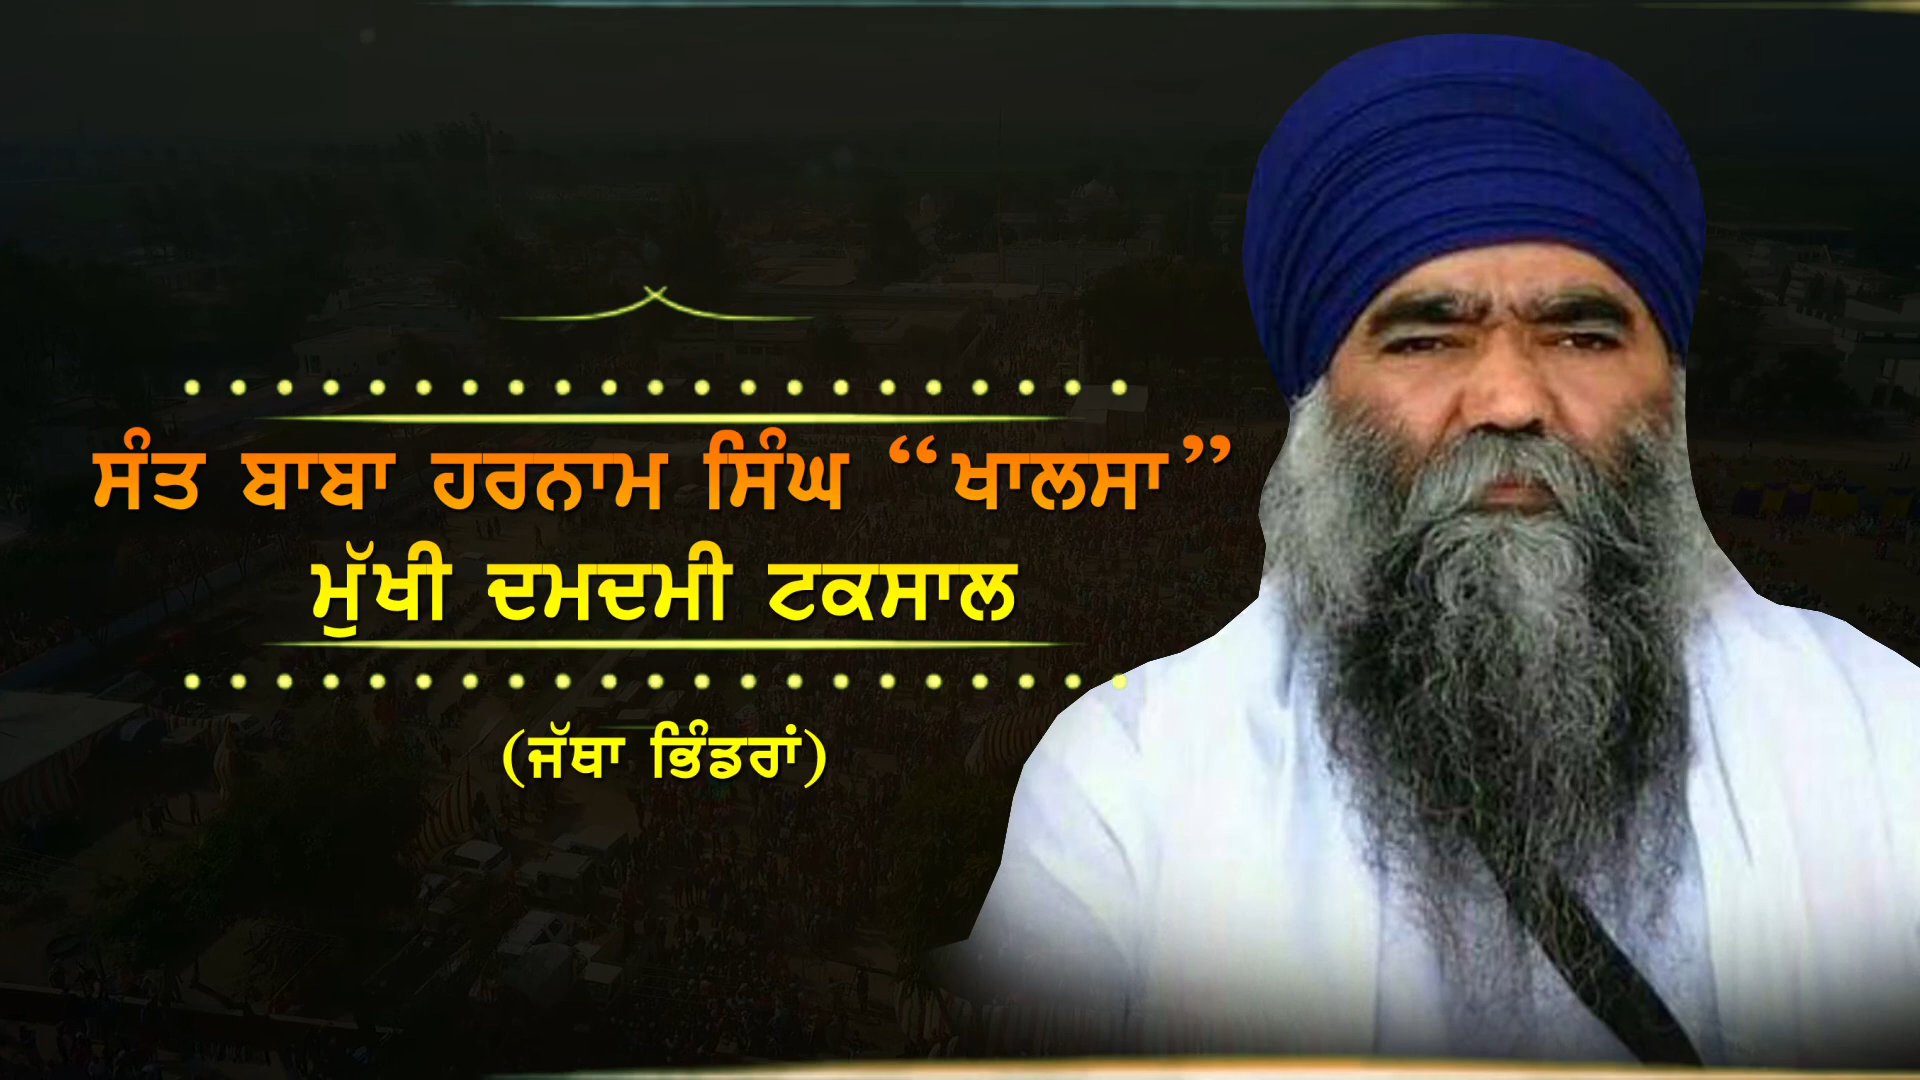 ਸੰਤ ਬਾਬਾ ਹਰਨਾਮ ਸਿੰਘ “ਖਾਲਸਾ”
ਮੁੱਖੀ ਦਮਦਮੀ ਟਕਸਾਲ
(ਜੱਥਾ ਭਿੰਡਰਾਂ)